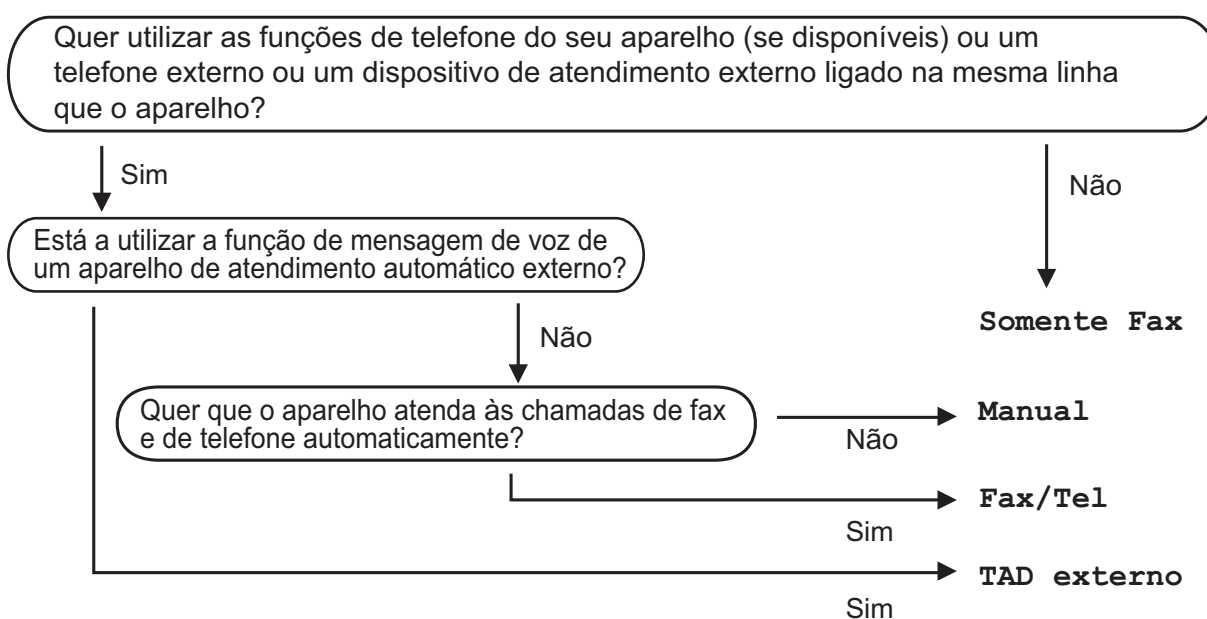 Quer utilizar as funções de telefone do seu aparelho (se disponíveis) ou um
telefone externo ou um dispositivo de atendimento externo ligado na mesma linha
que o aparelho?
Sim
Não
Está a utilizar a função de mensagem de voz de
um aparelho de atendimento automático externo?
Não
Somente Fax
Quer que o aparelho atenda às chamadas de fax
e de telefone automaticamente?
Não
Manual
Sim
Fax/Tel
Sim
TAD externo